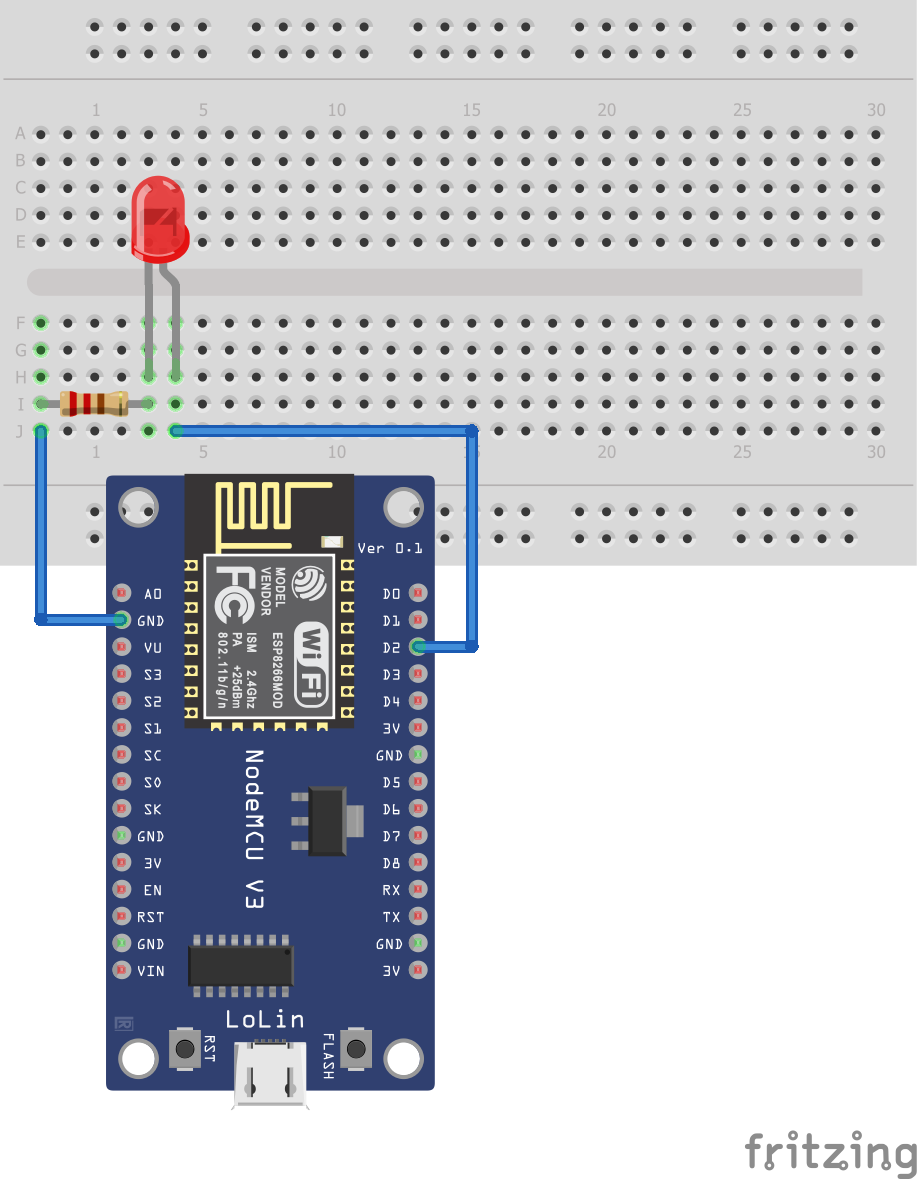 1 5 10 15 20 25 30
A
B
C
D
E
F
G
H
I
J
1 5 10 15 20 25 30
Ver 0.1
MODEL
VENDOR
ISM 2.4GHz
PA +25dBm
802.11b/g/n
ESP8266MOD
WiFi
FC
A0 D0
GND D1
VU D2
S3 D3
S2 D4
S1 3V
SC GND
S0 D5
SK D6
GND D7
3V D8
EN RX
RST TX
GND GND
VIN 3V
NodeMCU V3
LoLin
RST
FLASH
fritzing